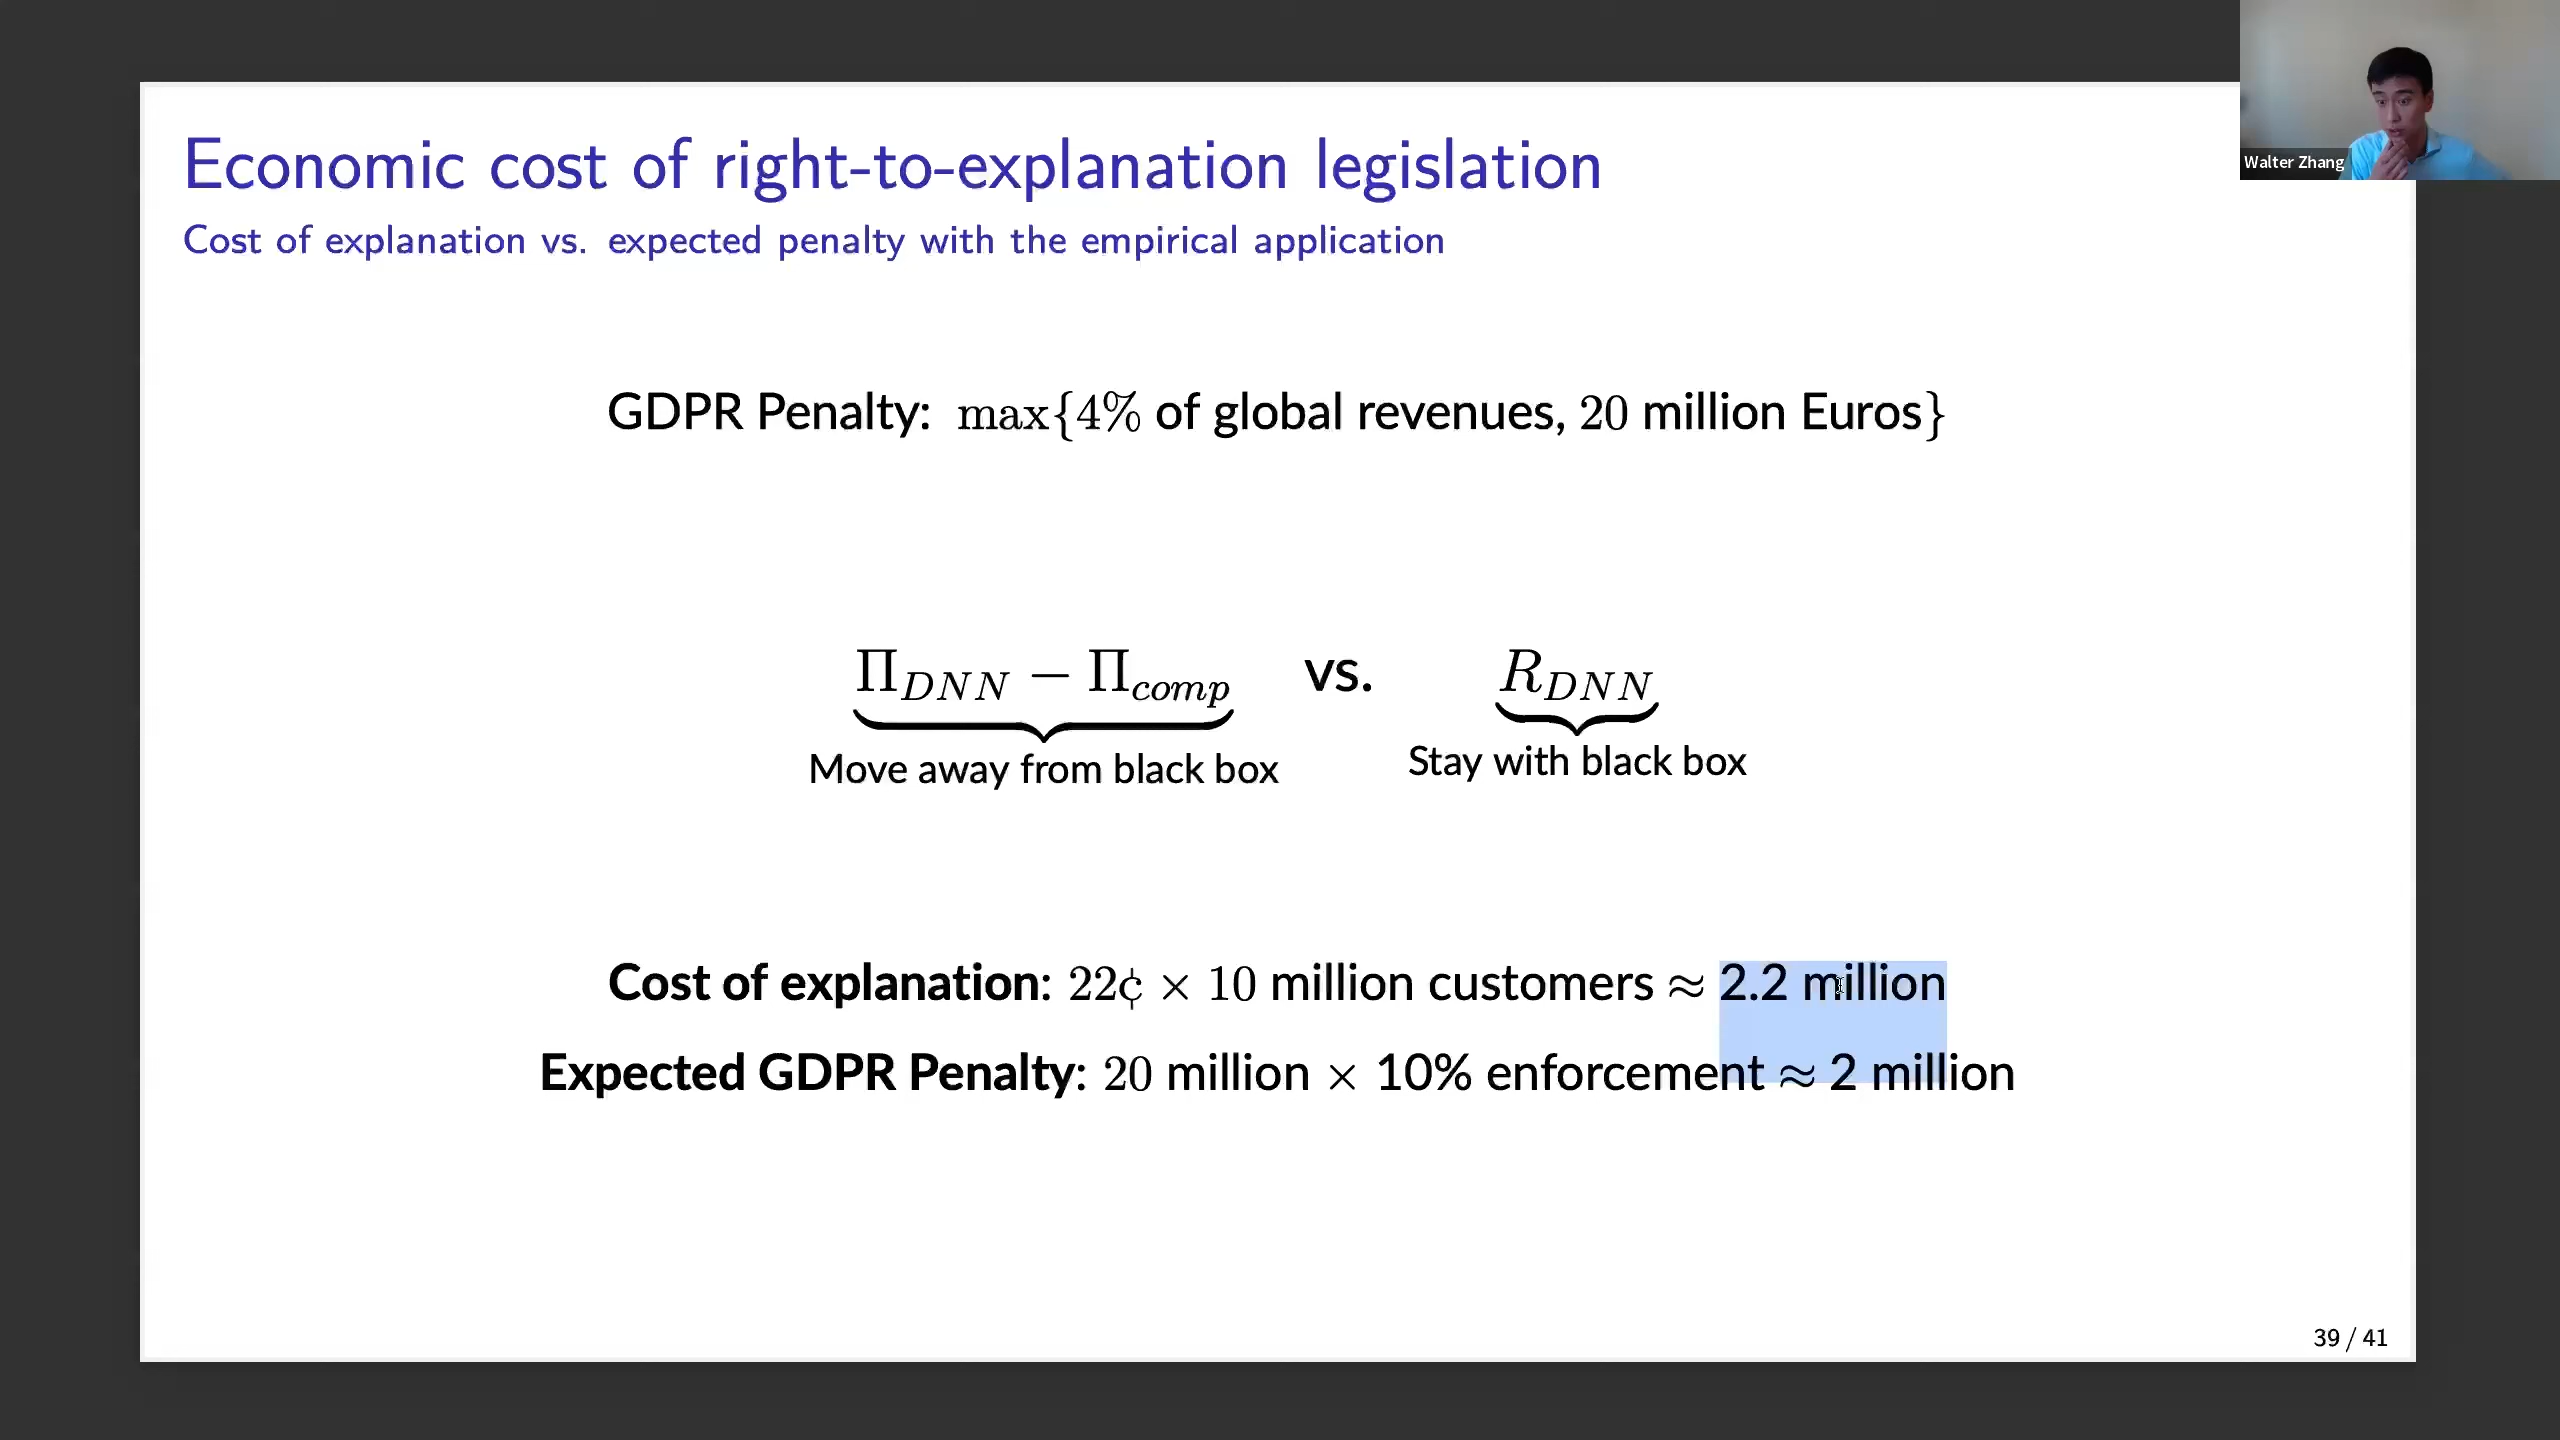 Walter Zhang
Economic cost of right-to-explanation legislation
Cost of explanation vs. expected penalty with the empirical application
GDPR Penalty: max{4% of global revenues, 20 million Euros}
Π_DNN − Π_comp vs. R_DNN
Move away from black box Stay with black box
Cost of explanation: 22¢ × 10 million customers ≈ 2.2 million
Expected GDPR Penalty: 20 million × 10% enforcement ≈ 2 million
39 / 41